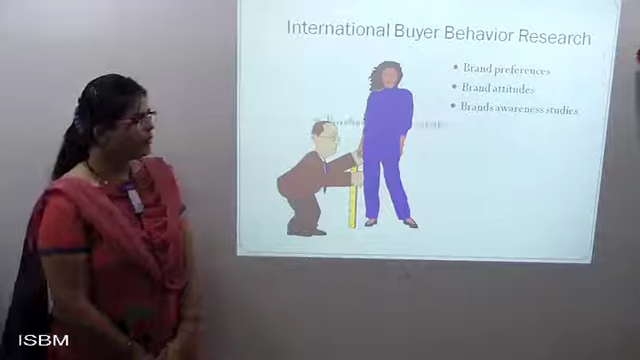 International Buyer Behavior Research
• Brand preferences
• Brand attitudes
• Brands awareness studies
ISBM